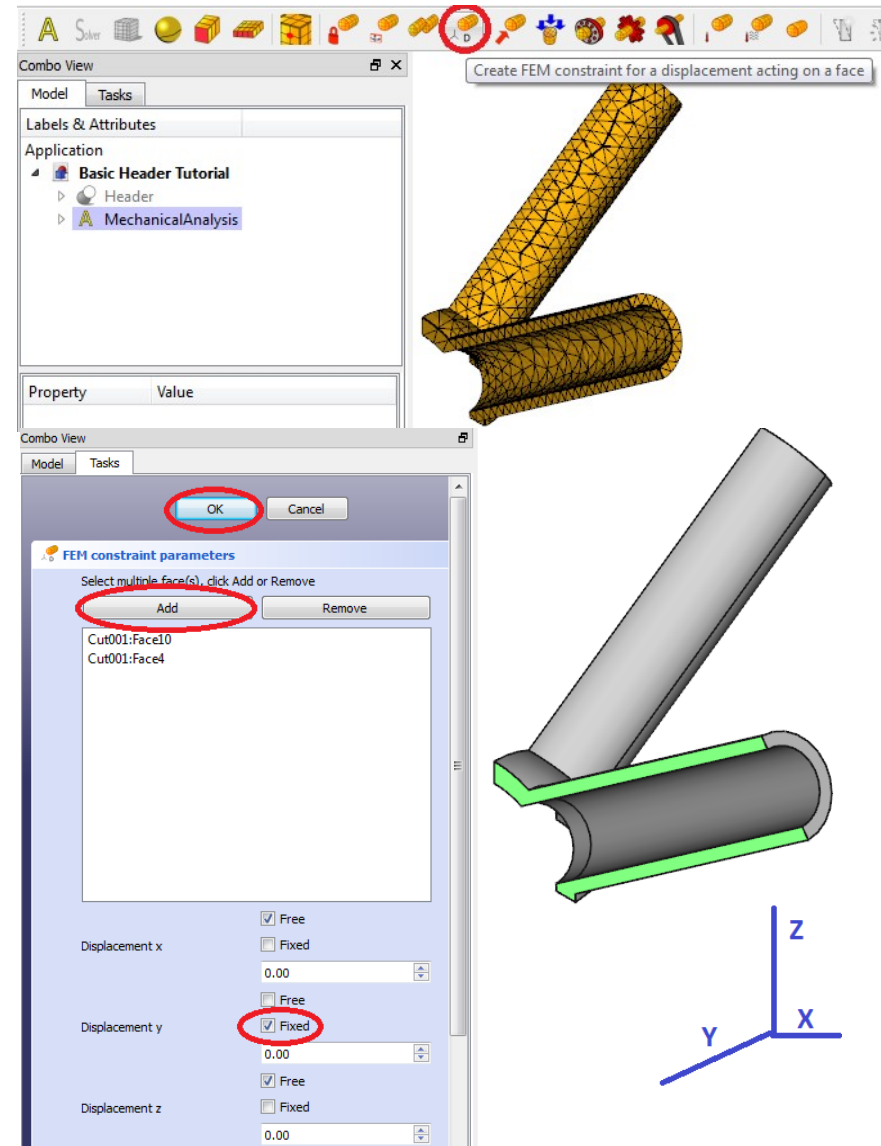 A Solver
D
Create FEM constraint for a displacement acting on a face
Combo View
Model Tasks
Labels & Attributes
Application
Basic Header Tutorial
Header
A MechanicalAnalysis
Property Value
Combo View
Model Tasks
OK Cancel
FEM constraint parameters
Select multiple face(s), click Add or Remove
Add Remove
Cut001:Face10
Cut001:Face4
Free
Displacement x Fixed
0.00
Free
Displacement y Fixed
0.00
Free
Displacement z Fixed
0.00
Z
X
Y